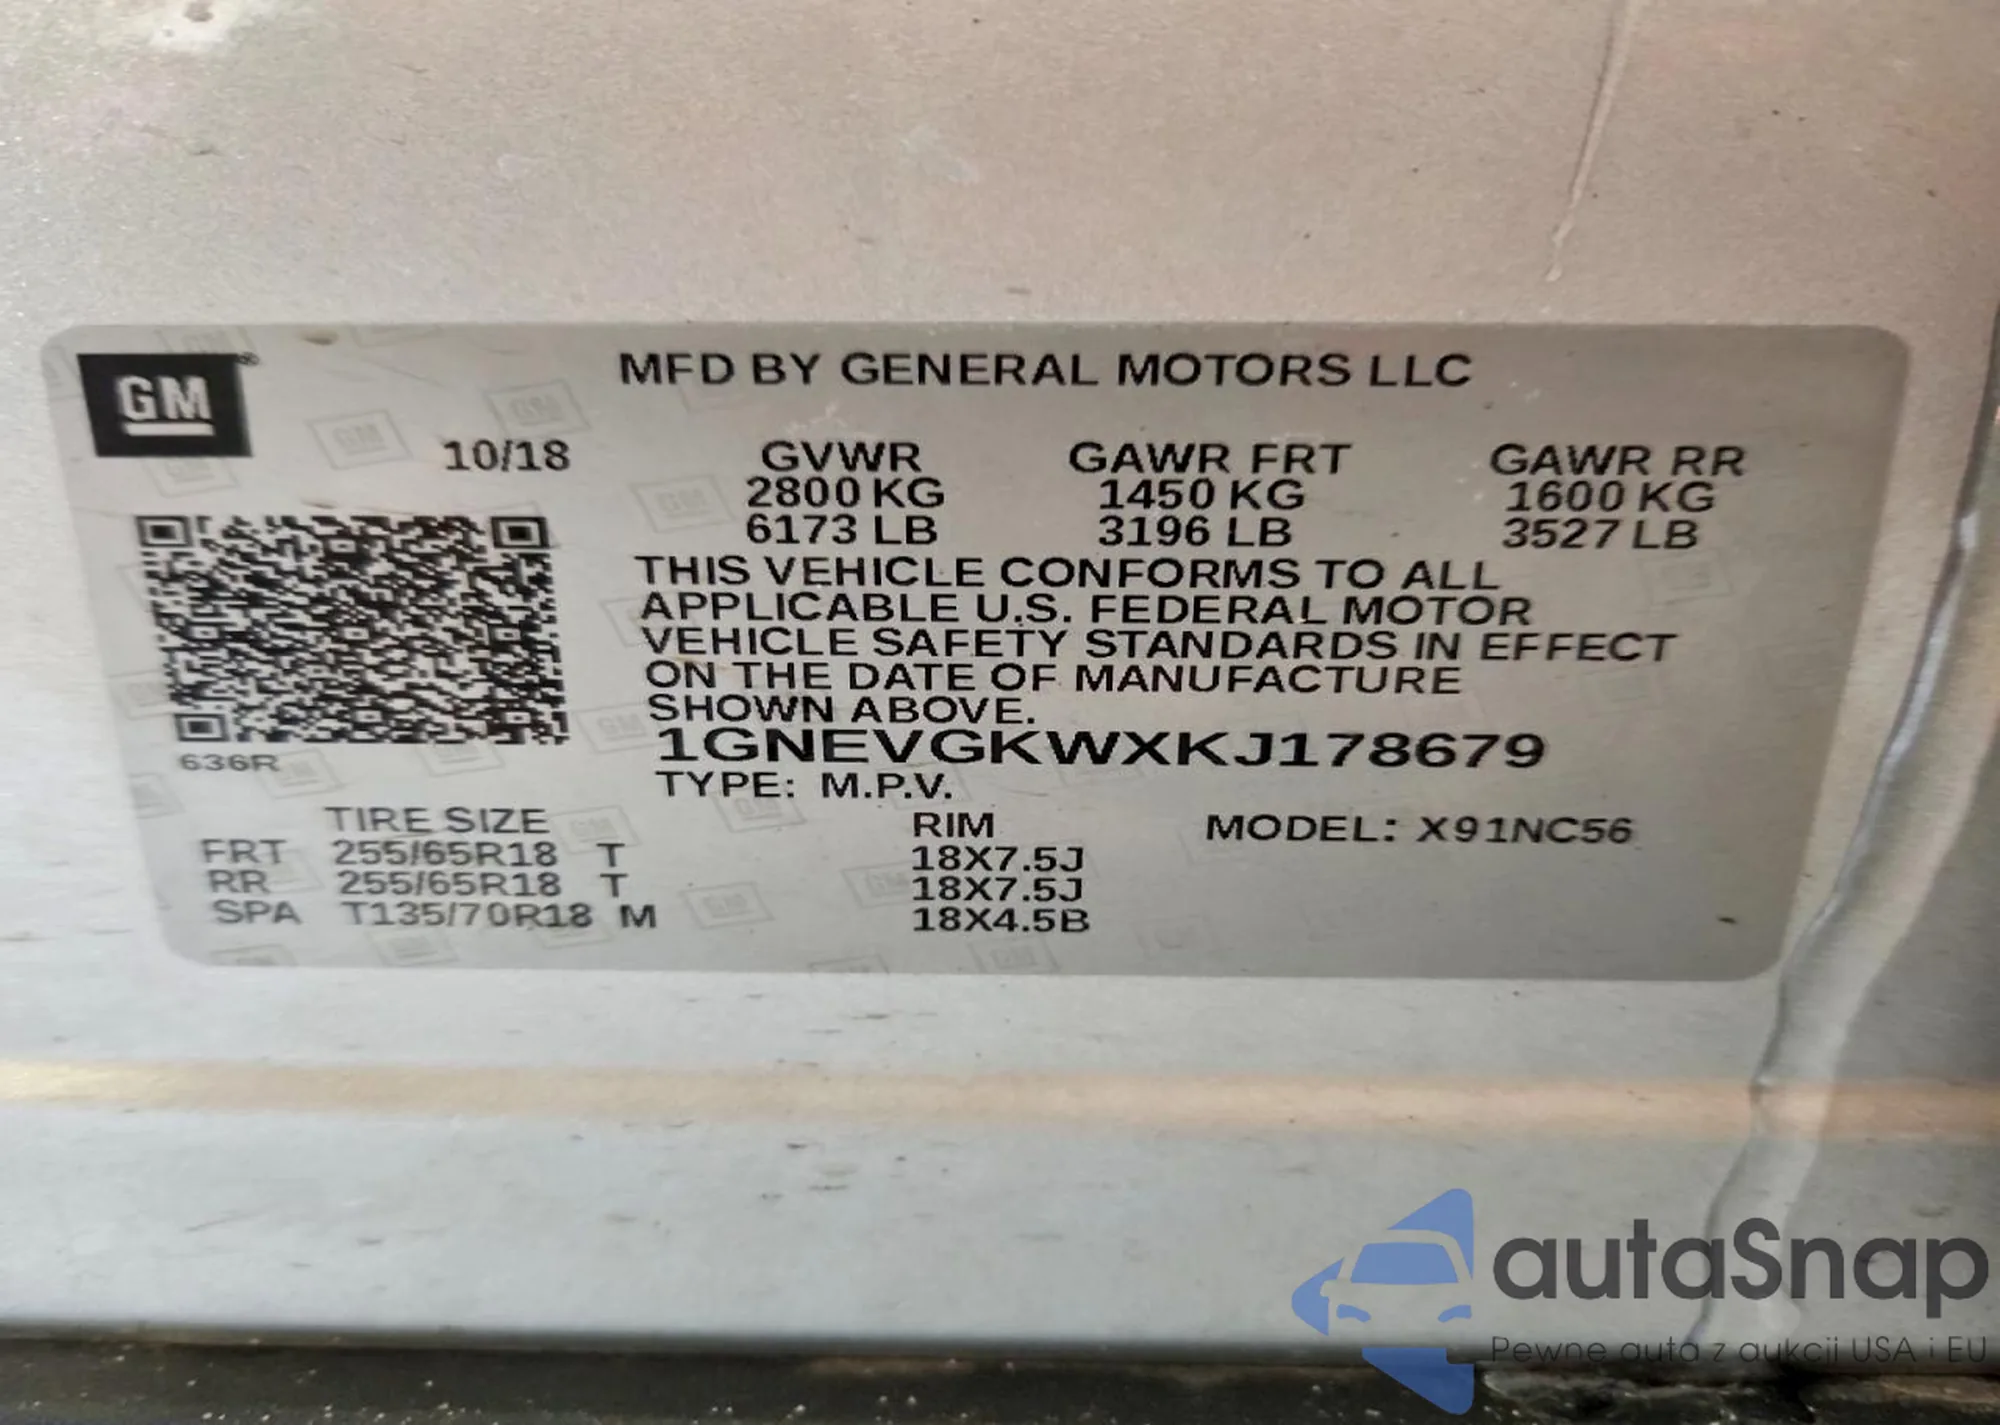 GM
MFD BY GENERAL MOTORS LLC
10/18 GVWR GAWR FRT GAWR RR
2800 KG 1450 KG 1600 KG
6173 LB 3196 LB 3527 LB
THIS VEHICLE CONFORMS TO ALL
APPLICABLE U.S. FEDERAL MOTOR
VEHICLE SAFETY STANDARDS IN EFFECT
ON THE DATE OF MANUFACTURE
SHOWN ABOVE.
1GNEVGKWXKJ178679
636R
TYPE: M.P.V.
TIRE SIZE RIM MODEL: X91NC56
FRT 255/65R18 T 18X7.5J
RR 255/65R18 T 18X7.5J
SPA T135/70R18 M 18X4.5B
autaSnap
Pewne auta z aukcji USA i EU